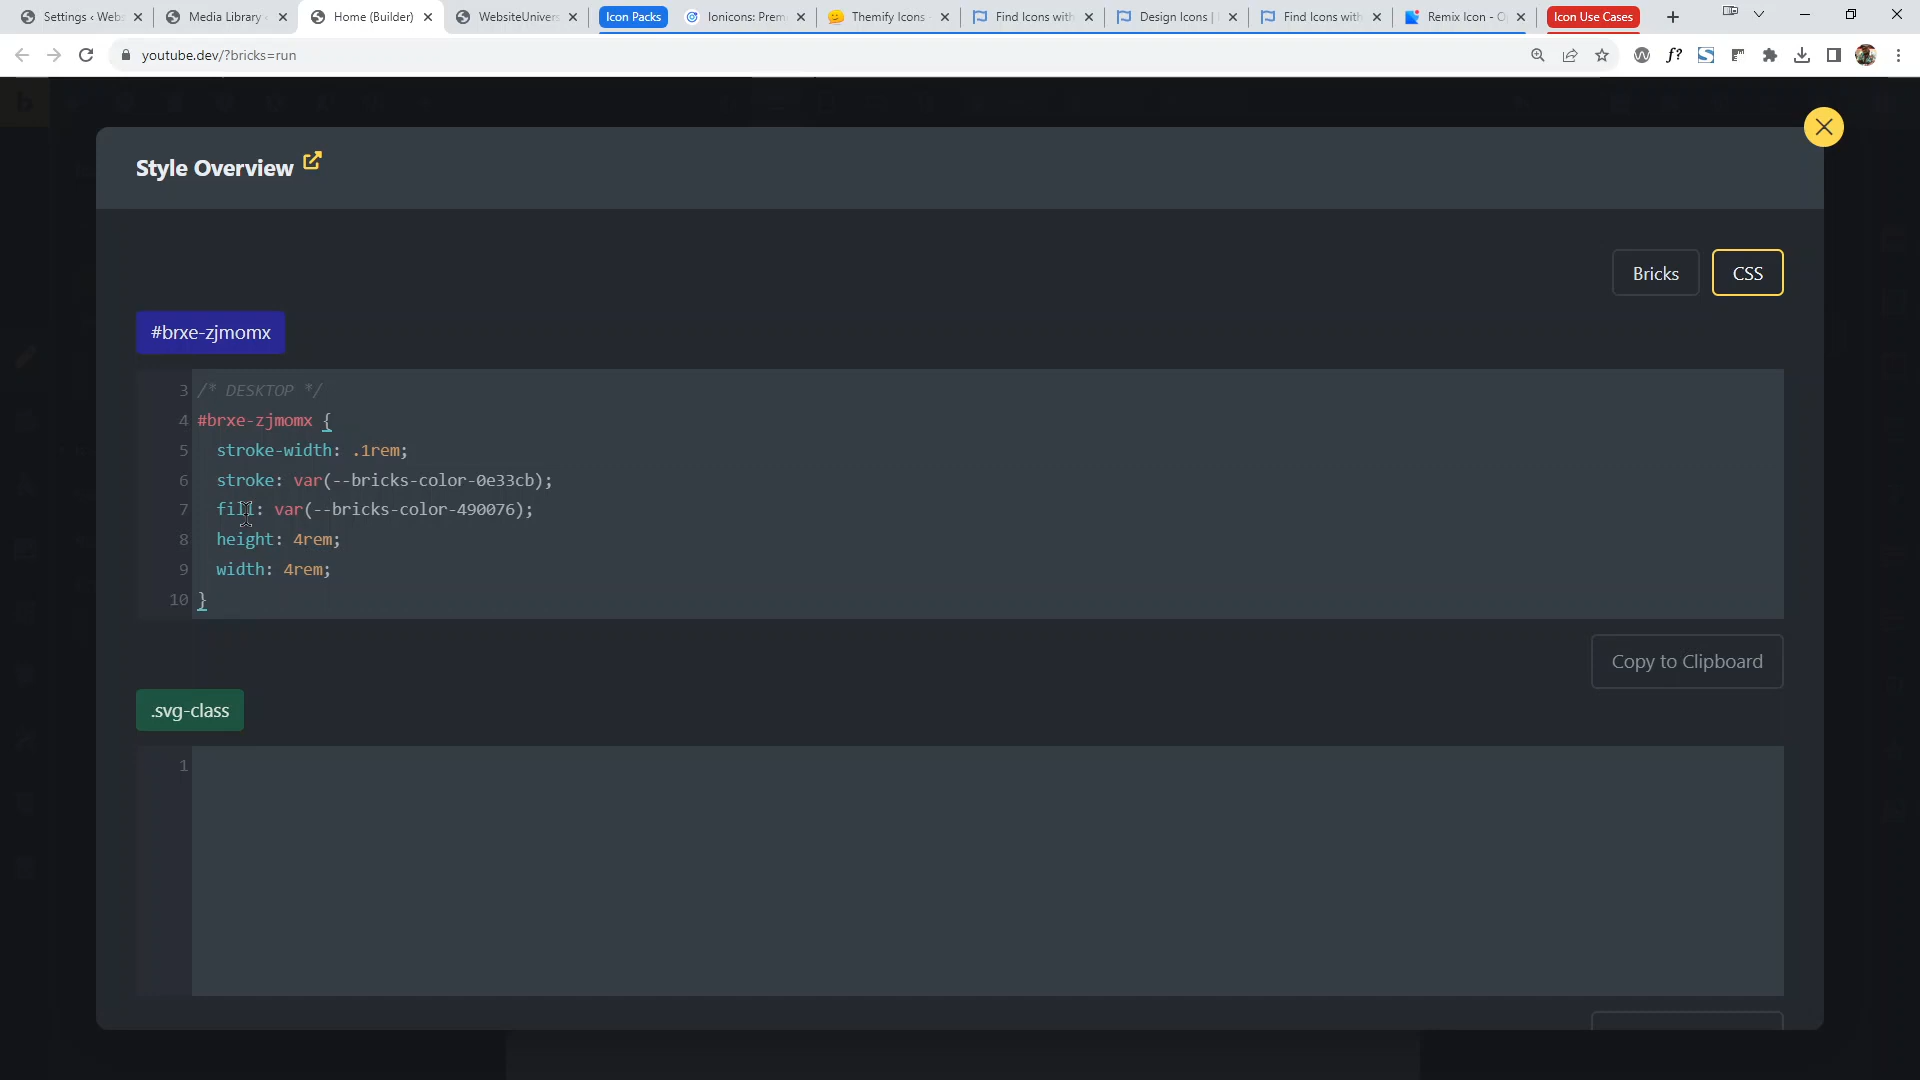 Settings ‹ Webs
Media Library ‹
Home (Builder)
WebsiteUnivers
Icon Packs
Ionicons: Prem
Themify Icons -
Find Icons with
Design Icons |
Find Icons with
Remix Icon - O
Icon Use Cases
youtube.dev/?bricks=run
f?
Style Overview
Bricks
CSS
#brxe-zjmomx
3 /* DESKTOP */
4 #brxe-zjmomx {
5 stroke-width: .1rem;
6 stroke: var(--bricks-color-0e33cb);
7 fill: var(--bricks-color-490076);
8 height: 4rem;
9 width: 4rem;
10 }
Copy to Clipboard
.svg-class
1